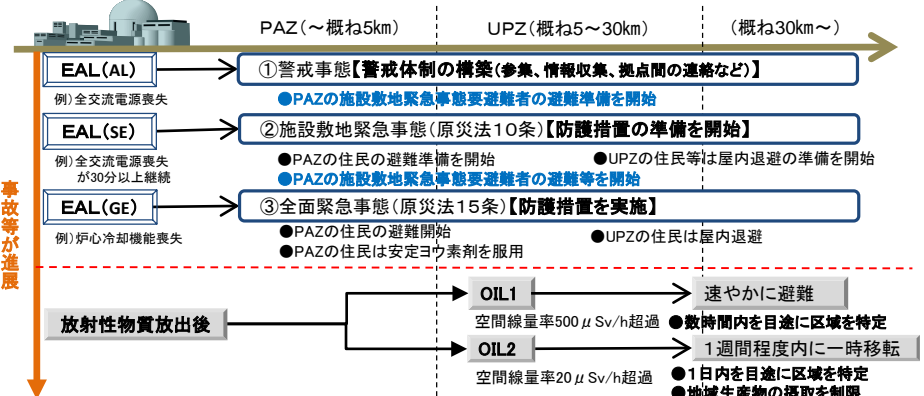 PAZ(～概ね5km)
UPZ(概ね5～30km)
(概ね30km～)
EAL(AL)
①警戒事態【警戒体制の構築(参集、情報収集、拠点間の連絡など)】
例)全交流電源喪失
●PAZの施設敷地緊急事態要避難者の避難準備を開始
EAL(SE)
②施設敷地緊急事態(原災法１０条)【防護措置の準備を開始】
例)全交流電源喪失
が30分以上継続
●PAZの住民の避難準備を開始
●UPZの住民等は屋内退避の準備を開始
●PAZの施設敷地緊急事態要避難者の避難等を開始
EAL(GE)
③全面緊急事態(原災法１５条)【防護措置を実施】
例)炉心冷却機能喪失
●PAZの住民の避難開始
●UPZの住民は屋内退避
●PAZの住民は安定ヨウ素剤を服用
事故等が進展
放射性物質放出後
OIL1
速やかに避難
空間線量率500μSv/h超過
●数時間内を目途に区域を特定
OIL2
１週間程度内に一時移転
空間線量率20μSv/h超過
●１日内を目途に区域を特定
●地域生産物の摂取を制限